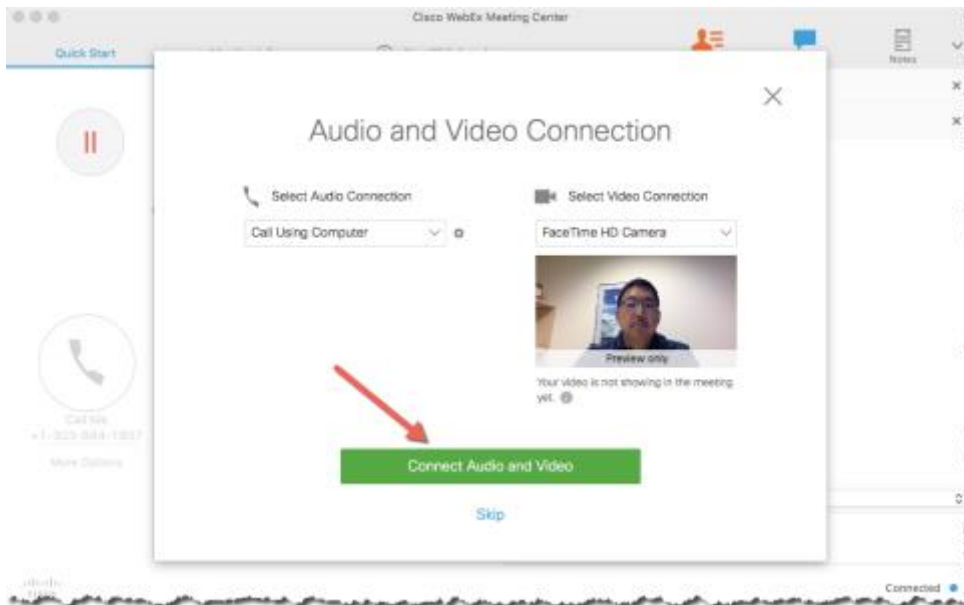 Cisco WebEx Meeting Center
Quick Start
Notes
Audio and Video Connection
Select Audio Connection
Select Video Connection
Call Using Computer
FaceTime HD Camera
Preview only
Your video is not showing in the meeting
yet.
Call Me
More Options
Connect Audio and Video
Skip
Connected